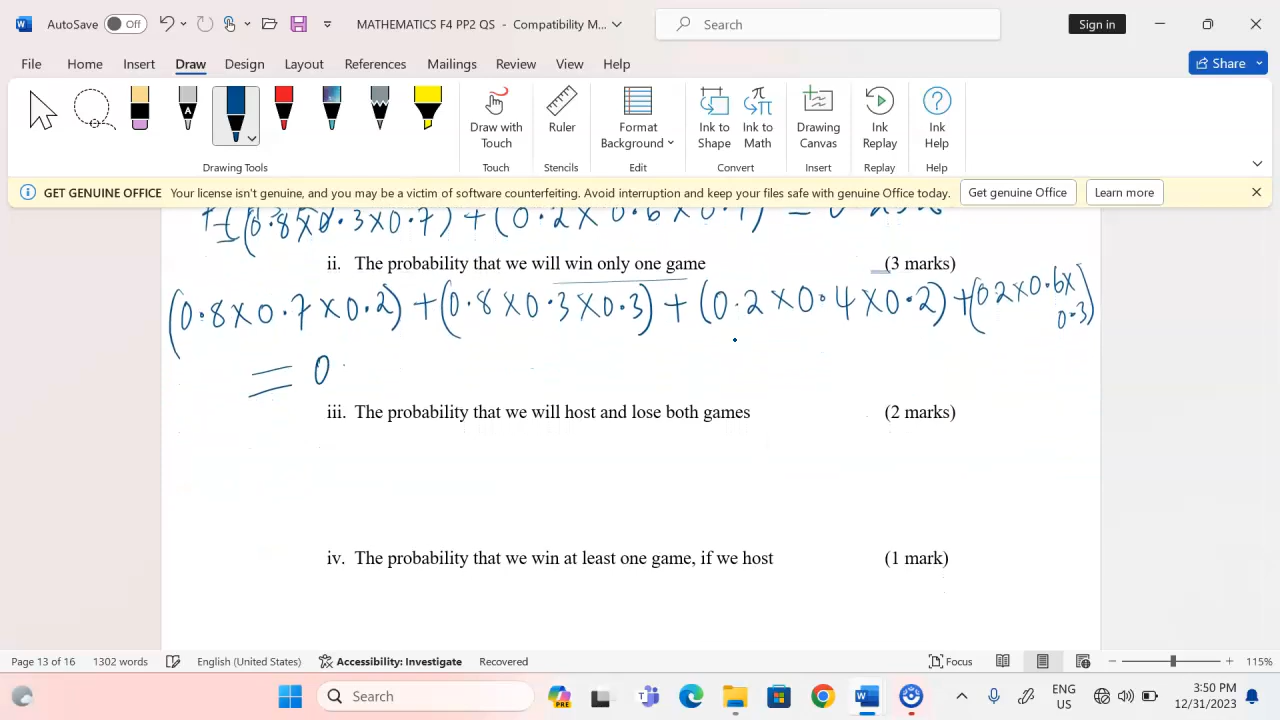 AutoSave Off MATHEMATICS F4 PP2 QS - Compatibility M... Search Sign in
File Home Insert Draw Design Layout References Mailings Review View Help Share
Draw with Touch Ruler Format Background Ink to Shape Ink to Math Drawing Canvas Ink Replay Ink Help
Drawing Tools Touch Stencils Edit Convert Insert Replay Help
GET GENUINE OFFICE Your license isn't genuine, and you may be a victim of software counterfeiting. Avoid interruption and keep your files safe with genuine Office today. Get genuine Office Learn more
ii. The probability that we will win only one game (3 marks)
(0.8×0.7×0.2)+(0.8×0.3×0.3)+(0.2×0.4×0.2)+(0.2×0.6×0.3)
= 0
iii. The probability that we will host and lose both games (2 marks)
iv. The probability that we win at least one game, if we host (1 mark)
Page 13 of 16 1302 words English (United States) Accessibility: Investigate Recovered Focus 115%
Search PRE ENG US 3:50 PM 12/31/2023